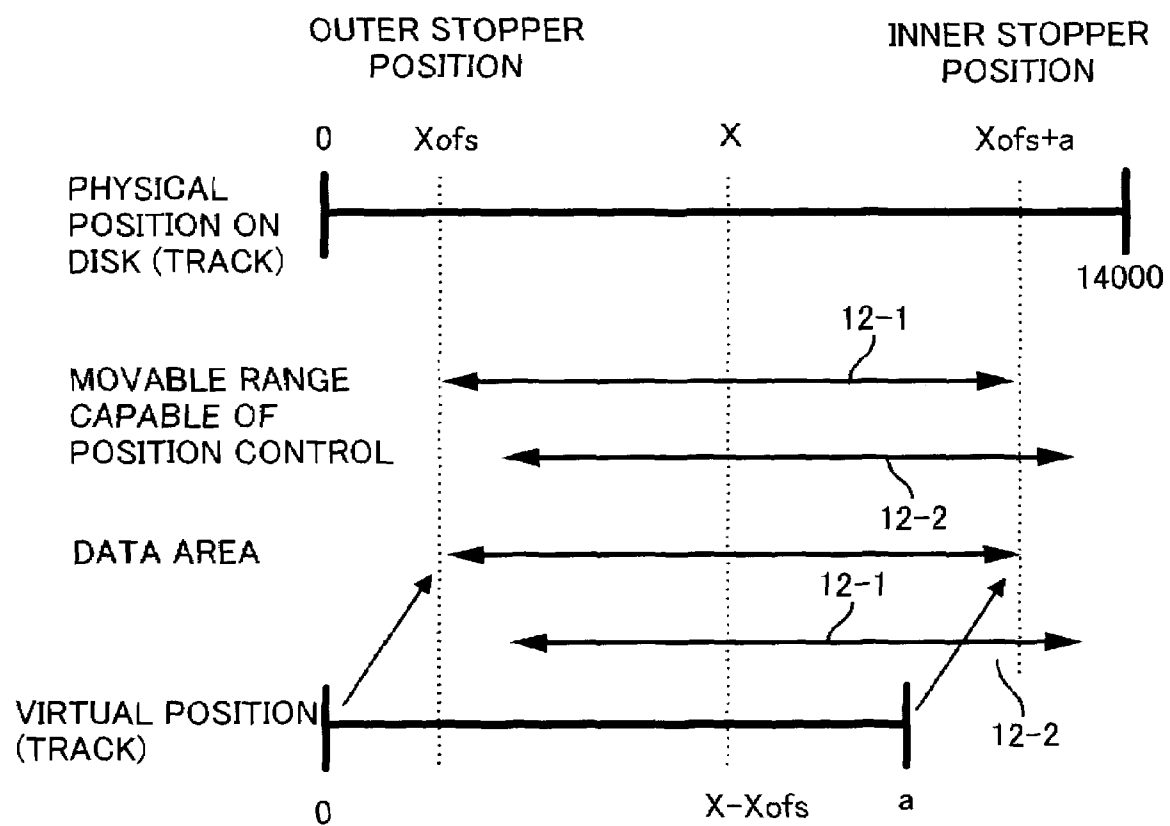 OUTER STOPPER
POSITION
INNER STOPPER
POSITION
0
Xofs
X
Xofs+a
PHYSICAL
POSITION ON
DISK (TRACK)
14000
12-1
MOVABLE RANGE
CAPABLE OF
POSITION CONTROL
12-2
DATA AREA
12-1
VIRTUAL POSITION
(TRACK)
12-2
0
X-Xofs
a